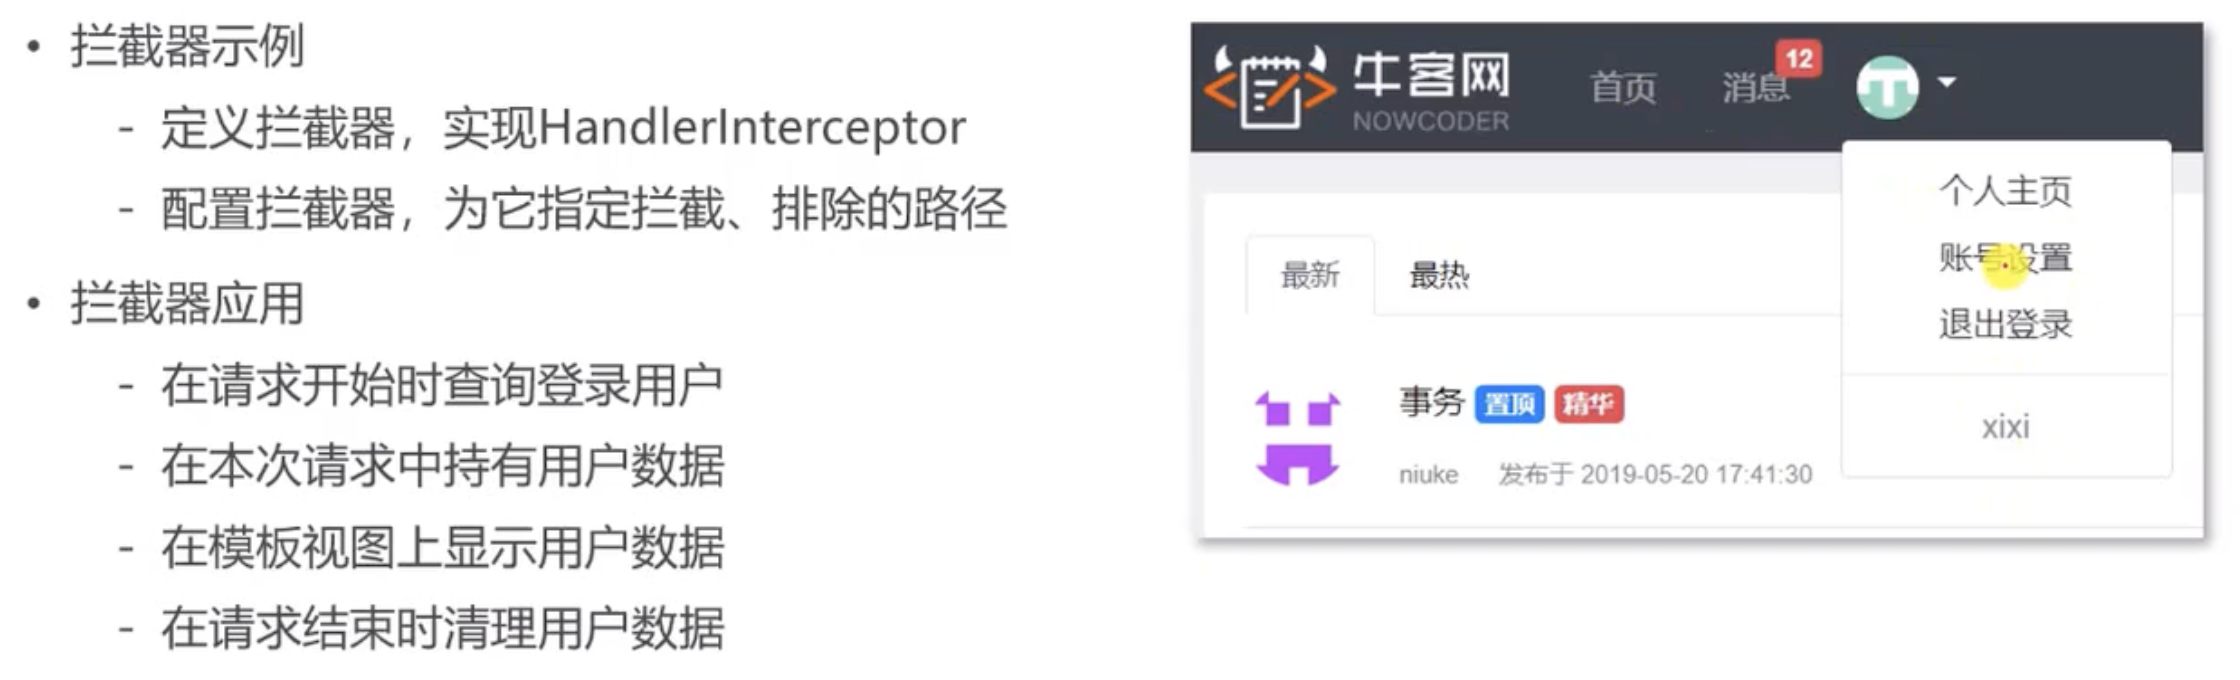 • 拦截器示例
- 定义拦截器，实现HandlerInterceptor
- 配置拦截器，为它指定拦截、排除的路径
• 拦截器应用
- 在请求开始时查询登录用户
- 在本次请求中持有用户数据
- 在模板视图上显示用户数据
- 在请求结束时清理用户数据
牛客网
NOWCODER
首页 消息 12
个人主页
账号设置
退出登录
xixi
最新 最热
事务 置顶 精华
niuke 发布于 2019-05-20 17:41:30